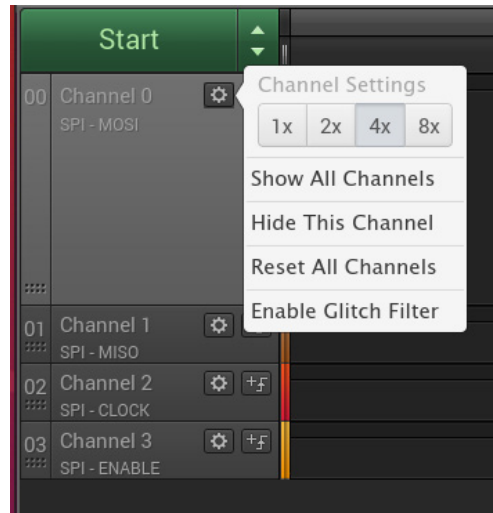 Start
00 Channel 0
SPI - MOSI
Channel Settings
1x 2x 4x 8x
Show All Channels
Hide This Channel
Reset All Channels
Enable Glitch Filter
01 Channel 1
SPI - MISO
02 Channel 2
SPI - CLOCK
03 Channel 3
SPI - ENABLE